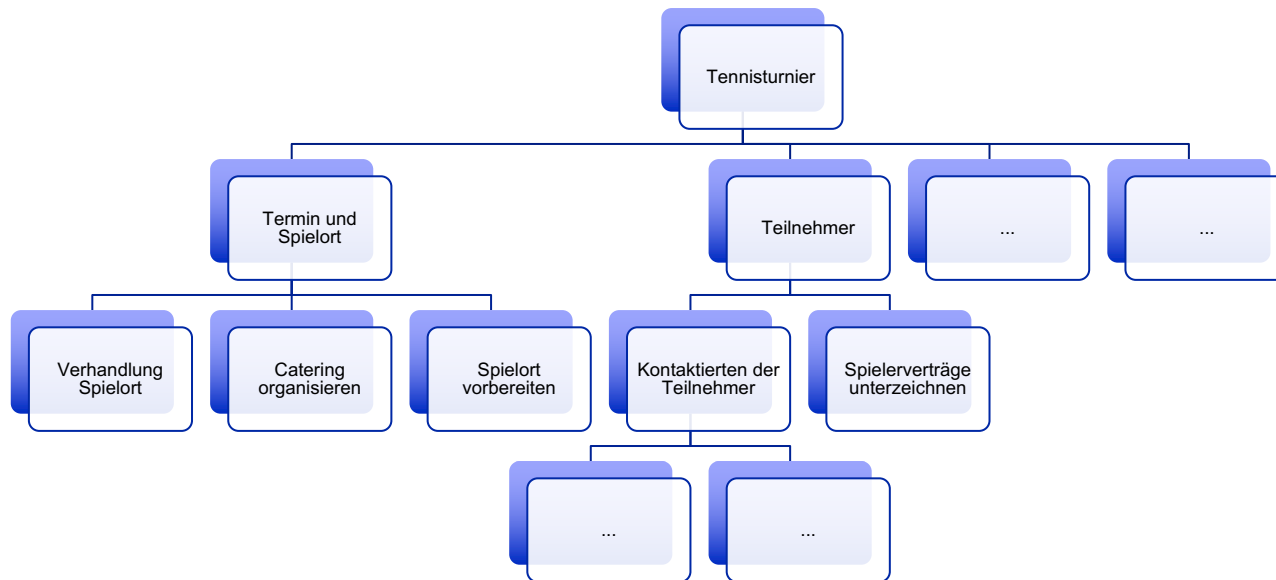 Tennisturnier
Termin und
Spielort
Teilnehmer
...
...
Verhandlung
Spielort
Catering
organisieren
Spielort
vorbereiten
Kontaktierten der
Teilnehmer
Spielerverträge
unterzeichnen
...
...